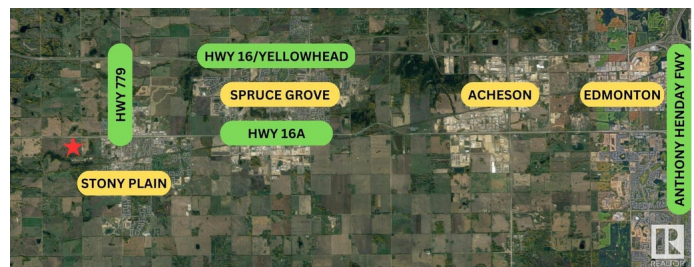 HWY 16/YELLOWHEAD
HWY 779
SPRUCE GROVE
ACHESON
EDMONTON
ANTHONY HENDAY FWY
HWY 16A
STONY PLAIN
R
REALTOR